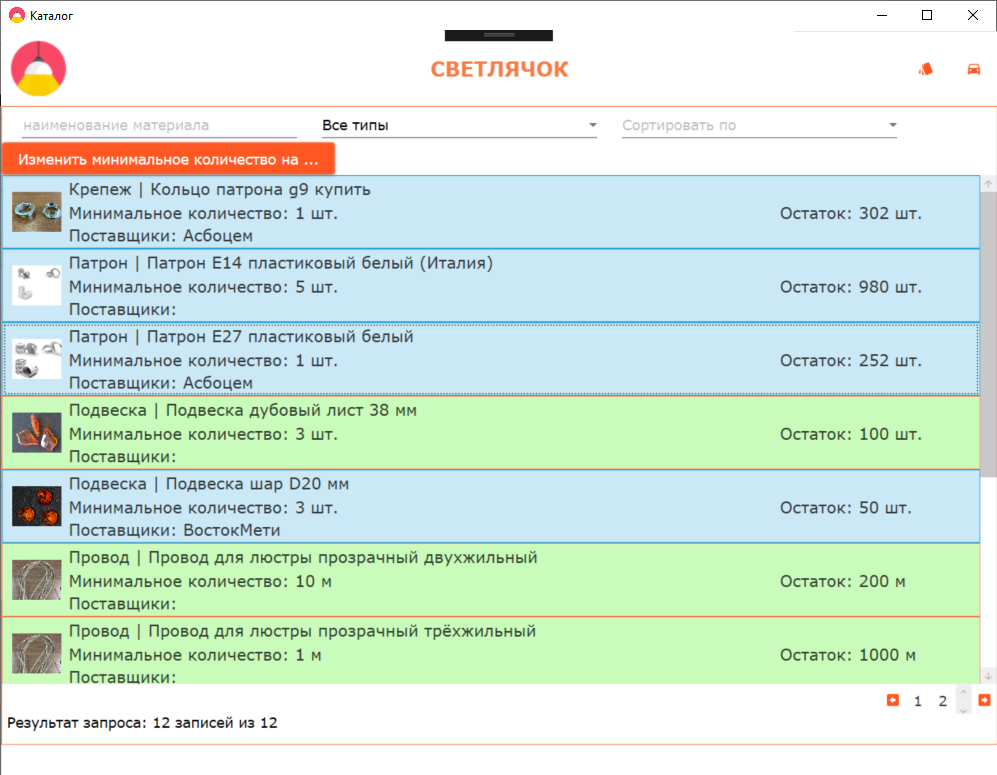 Каталог
СВЕТЛЯЧОК
наименование материала
Все типы
Сортировать по
Изменить минимальное количество на ...
Крепеж | Кольцо патрона g9 купить
Минимальное количество: 1 шт.
Остаток: 302 шт.
Поставщики: Асбоцем
Патрон | Патрон E14 пластиковый белый (Италия)
Минимальное количество: 5 шт.
Остаток: 980 шт.
Поставщики:
Патрон | Патрон E27 пластиковый белый
Минимальное количество: 1 шт.
Остаток: 252 шт.
Поставщики: Асбоцем
Подвеска | Подвеска дубовый лист 38 мм
Минимальное количество: 3 шт.
Остаток: 100 шт.
Поставщики:
Подвеска | Подвеска шар D20 мм
Минимальное количество: 3 шт.
Остаток: 50 шт.
Поставщики: ВостокМети
Провод | Провод для люстры прозрачный двухжильный
Минимальное количество: 10 м
Остаток: 200 м
Поставщики:
Провод | Провод для люстры прозрачный трёхжильный
Минимальное количество: 1 м
Остаток: 1000 м
Поставщики:
1 2
Результат запроса: 12 записей из 12